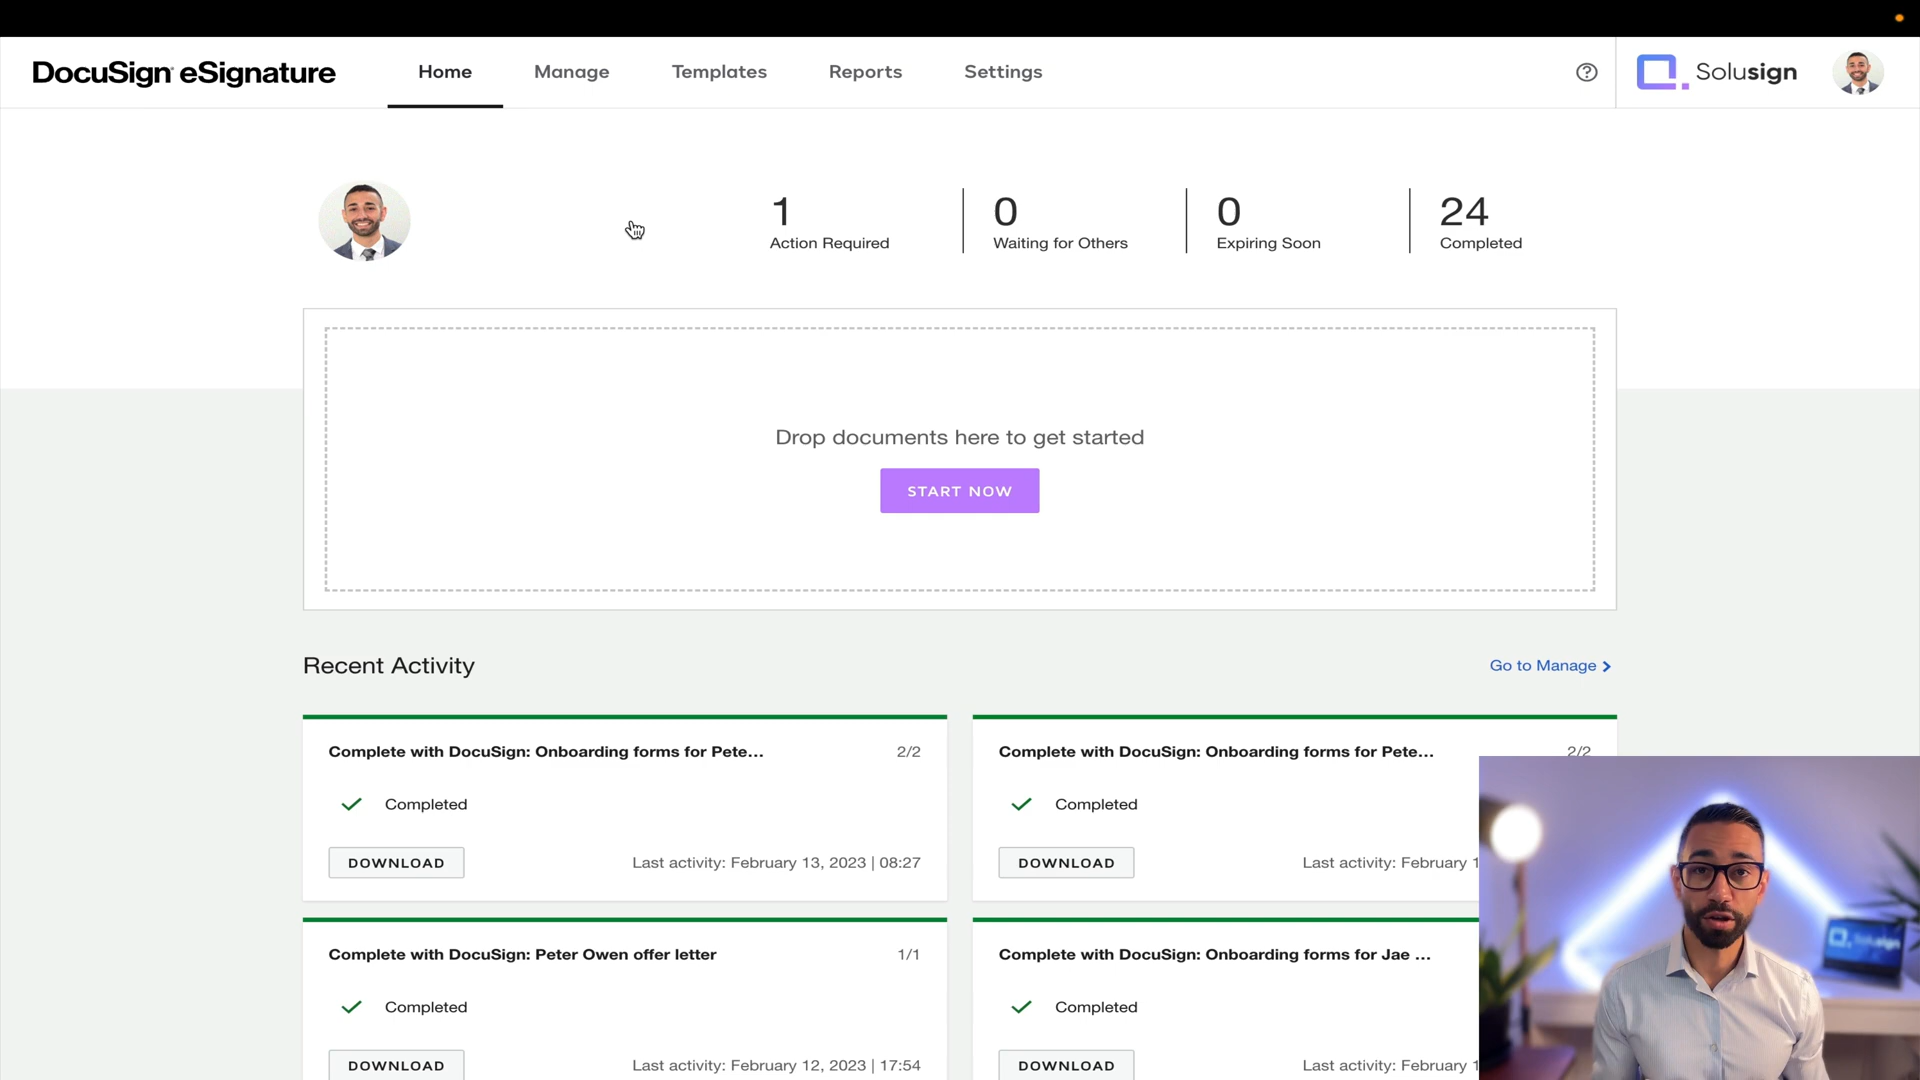 DocuSign eSignature
Home
Manage
Templates
Reports
Settings
?
Solusign
1
Action Required
0
Waiting for Others
0
Expiring Soon
24
Completed
Drop documents here to get started
START NOW
Recent Activity
Go to Manage
Complete with DocuSign: Onboarding forms for Pete...
2/2
Completed
DOWNLOAD
Last activity: February 13, 2023 | 08:27
Complete with DocuSign: Onboarding forms for Pete...
2/2
Completed
DOWNLOAD
Last activity: February 1
Complete with DocuSign: Peter Owen offer letter
1/1
Completed
DOWNLOAD
Last activity: February 12, 2023 | 17:54
Complete with DocuSign: Onboarding forms for Jae ...
Completed
DOWNLOAD
Last activity: February 1
Solusign